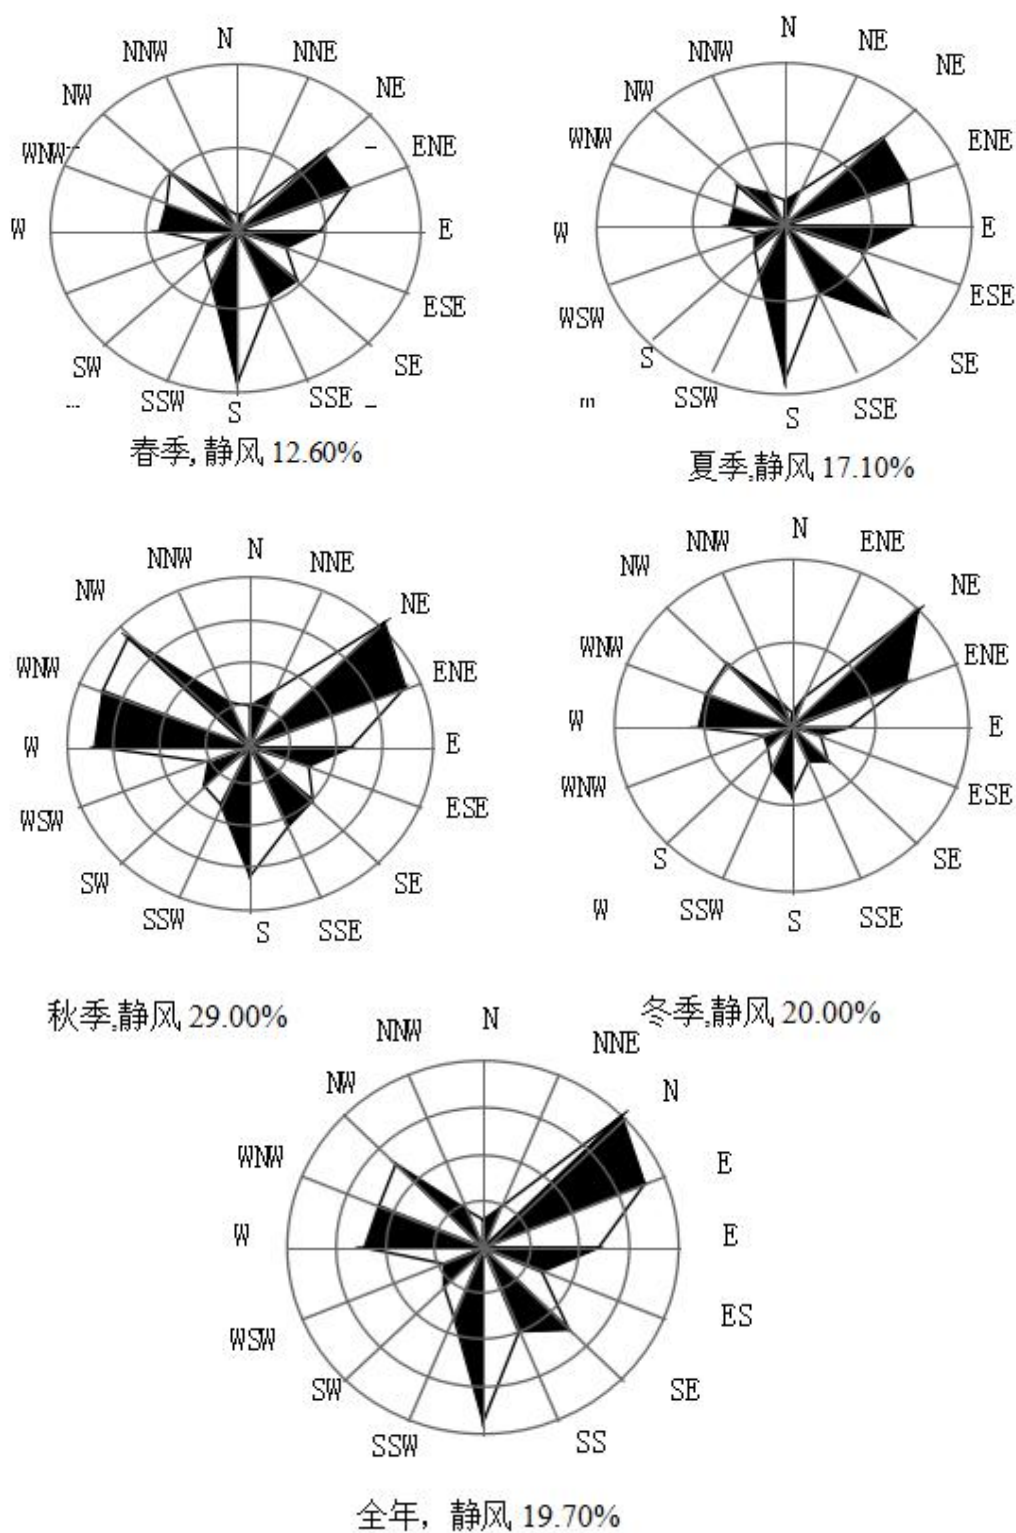 N
NNW NNE
NW NE
WNW ENE
W E
ESE
SW SE
SSW SSE
S
春季, 静风 12.60%
N
NNW NE
NW NE
WNW ENE
W E
WSW ESE
S SE
SSW SSE
S
夏季,静风 17.10%
N
NNW NNE
NW NE
WNW ENE
W E
WSW ESE
SW SE
SSW SSE
S
秋季,静风 29.00%
N
NNW ENE
NW NE
WNW ENE
W E
WNW ESE
S SE
W SSW SSE
S
冬季,静风 20.00%
N
NNW NNE
NW N
WNW E
W E
WSW ES
SW SE
SSW SS
全年，静风 19.70%